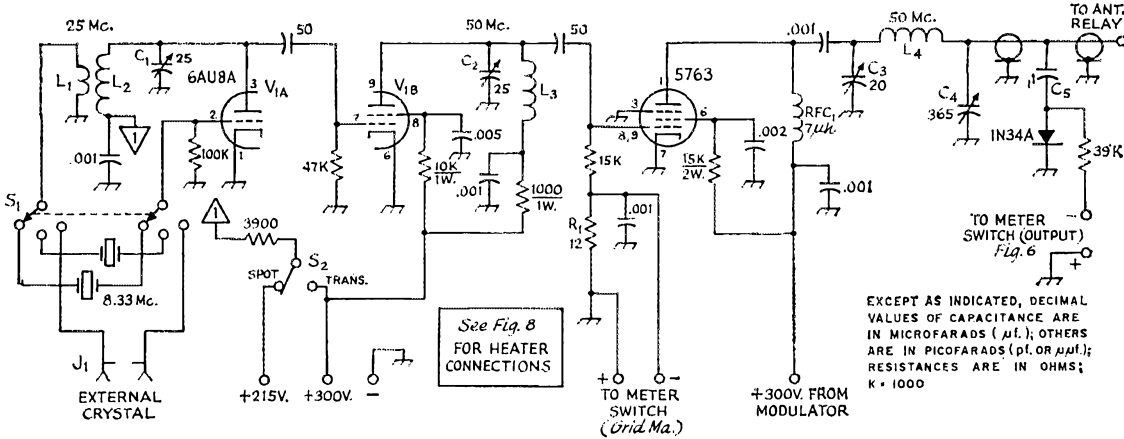 25 Mc.
50 Mc.
50 Mc.
TO ANT.
RELAY
L1
L2
C1
25
6AU8A
V1A
3
2
1
50
9
V1B
7
8
6
C2
25
L3
50
5763
1
3
8,9
6
7
.001
C3
20
L4
C4
365
C5
1N34A
39K
RFC1
7μh.
.001
1
100K
47K
10K
1W.
.005
.001
1000
1W.
15K
R1
12
.001
15K
2W.
.002
.001
S1
8.33 Mc.
J1
EXTERNAL
CRYSTAL
1
3900
S2
SPOT
TRANS.
+215V.
+300V.
−
See Fig. 8
FOR HEATER
CONNECTIONS
+
−
TO METER
SWITCH
(Grid Ma.)
+300V. FROM
MODULATOR
−
TO METER
SWITCH (OUTPUT)
Fig. 6
+
EXCEPT AS INDICATED, DECIMAL
VALUES OF CAPACITANCE ARE
IN MICROFARADS (μf.); OTHERS
ARE IN PICOFARADS (pf. OR μμf.);
RESISTANCES ARE IN OHMS;
K = 1000